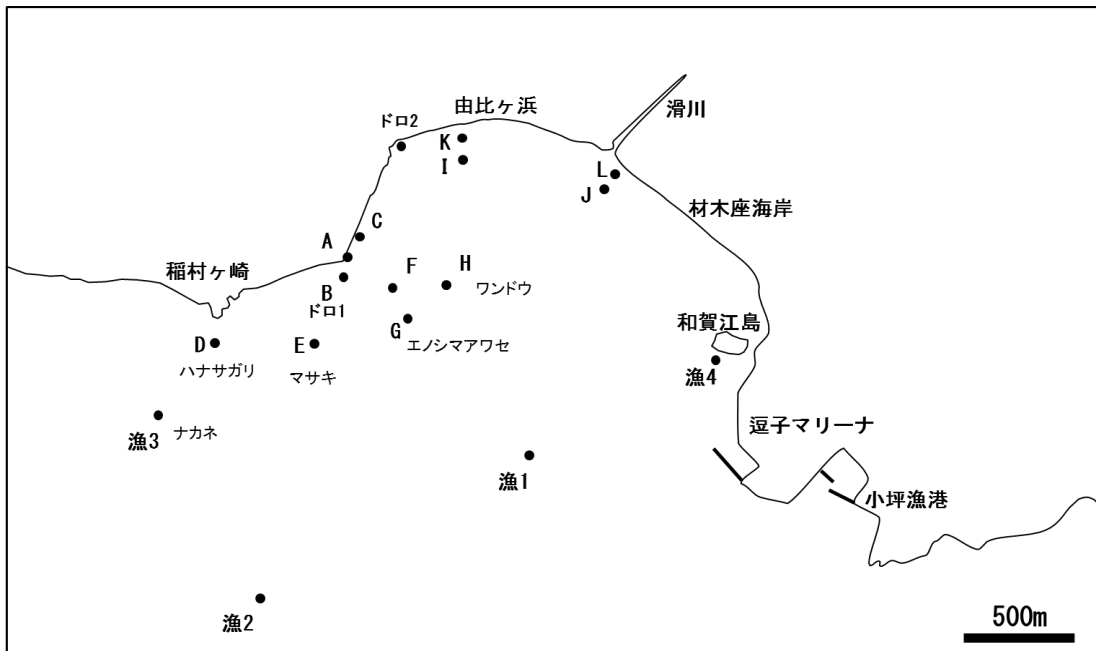 由比ヶ浜
滑川
ドロ2
K
I
L
J
材木座海岸
C
A
稲村ヶ崎
F
H
ワンドウ
B
ドロ1
和賀江島
G
エノシマアワセ
D
E
ハナサガリ
マサキ
漁4
漁3
ナカネ
逗子マリーナ
漁1
小坪漁港
漁2
500m